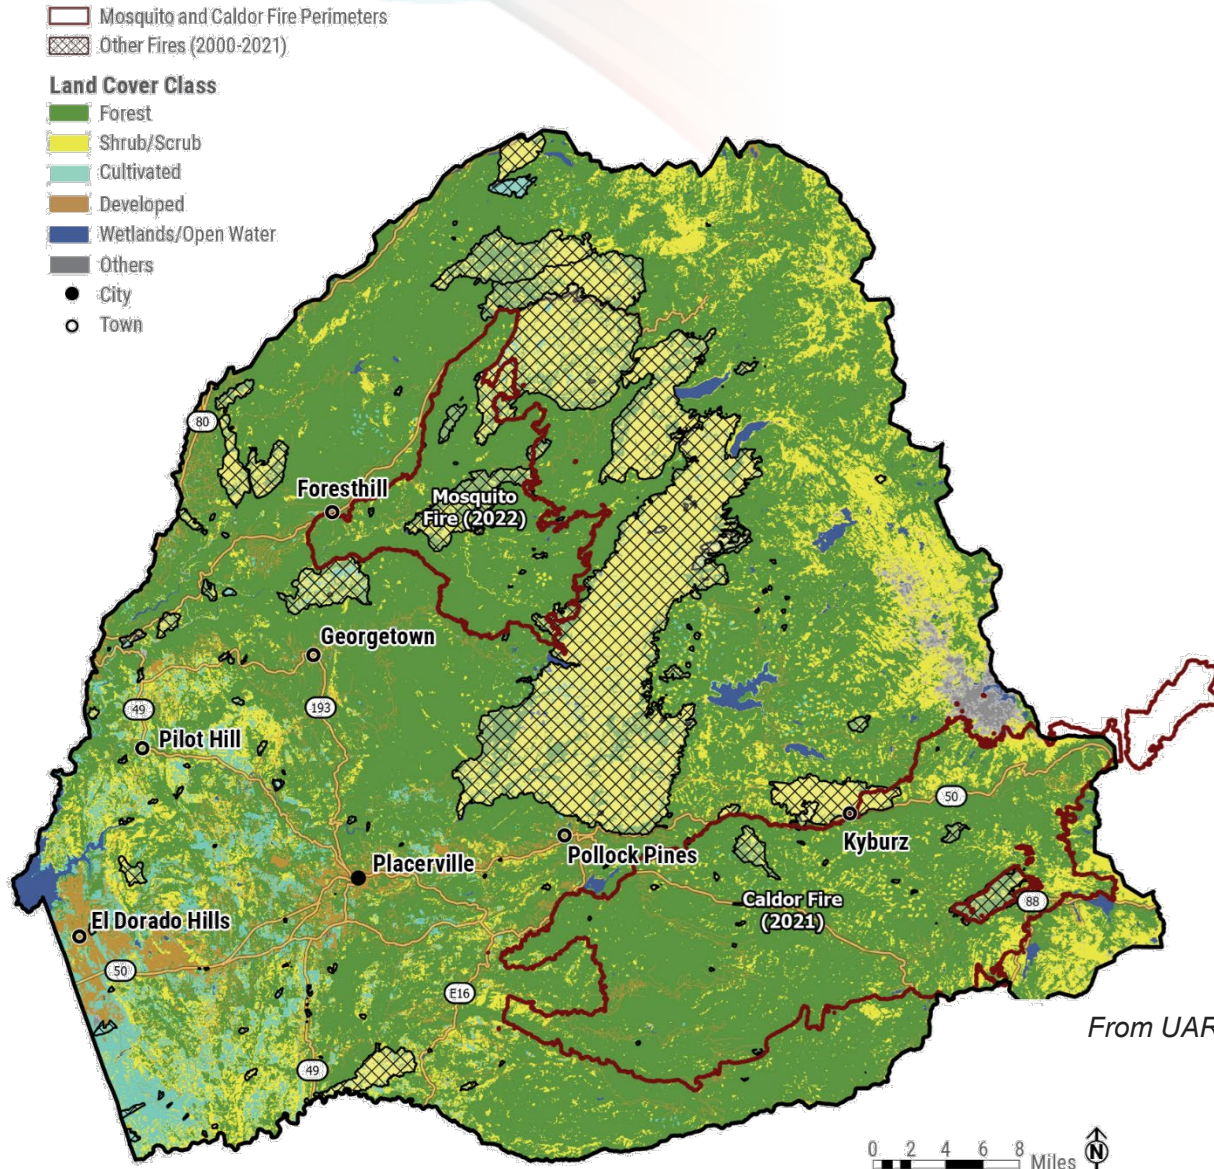 Mosquito and Caldor Fire Perimeters
Other Fires (2000-2021)
Land Cover Class
Forest
Shrub/Scrub
Cultivated
Developed
Wetlands/Open Water
Others
City
Town
80
Foresthill
Mosquito
Fire (2022)
Georgetown
49
193
Pilot Hill
50
Kyburz
Pollock Pines
Placerville
Caldor Fire
(2021)
88
El Dorado Hills
50
E16
49
From UAR
0 2 4 6 8
Miles
N